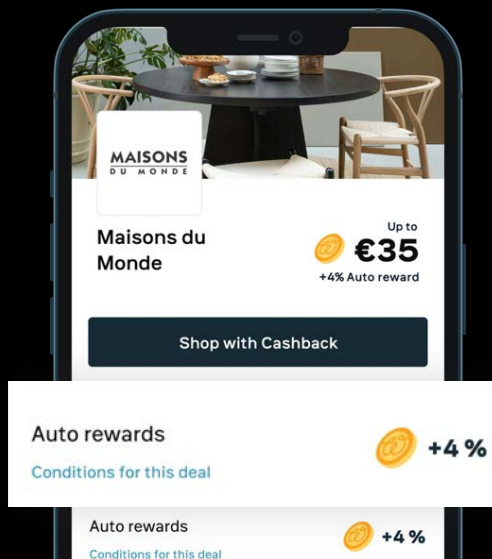 MAISONS
DU MONDE
Maisons du
Monde
Up to
€35
+4% Auto reward
Shop with Cashback
Auto rewards
+4 %
Conditions for this deal
Auto rewards
+4 %
Conditions for this deal